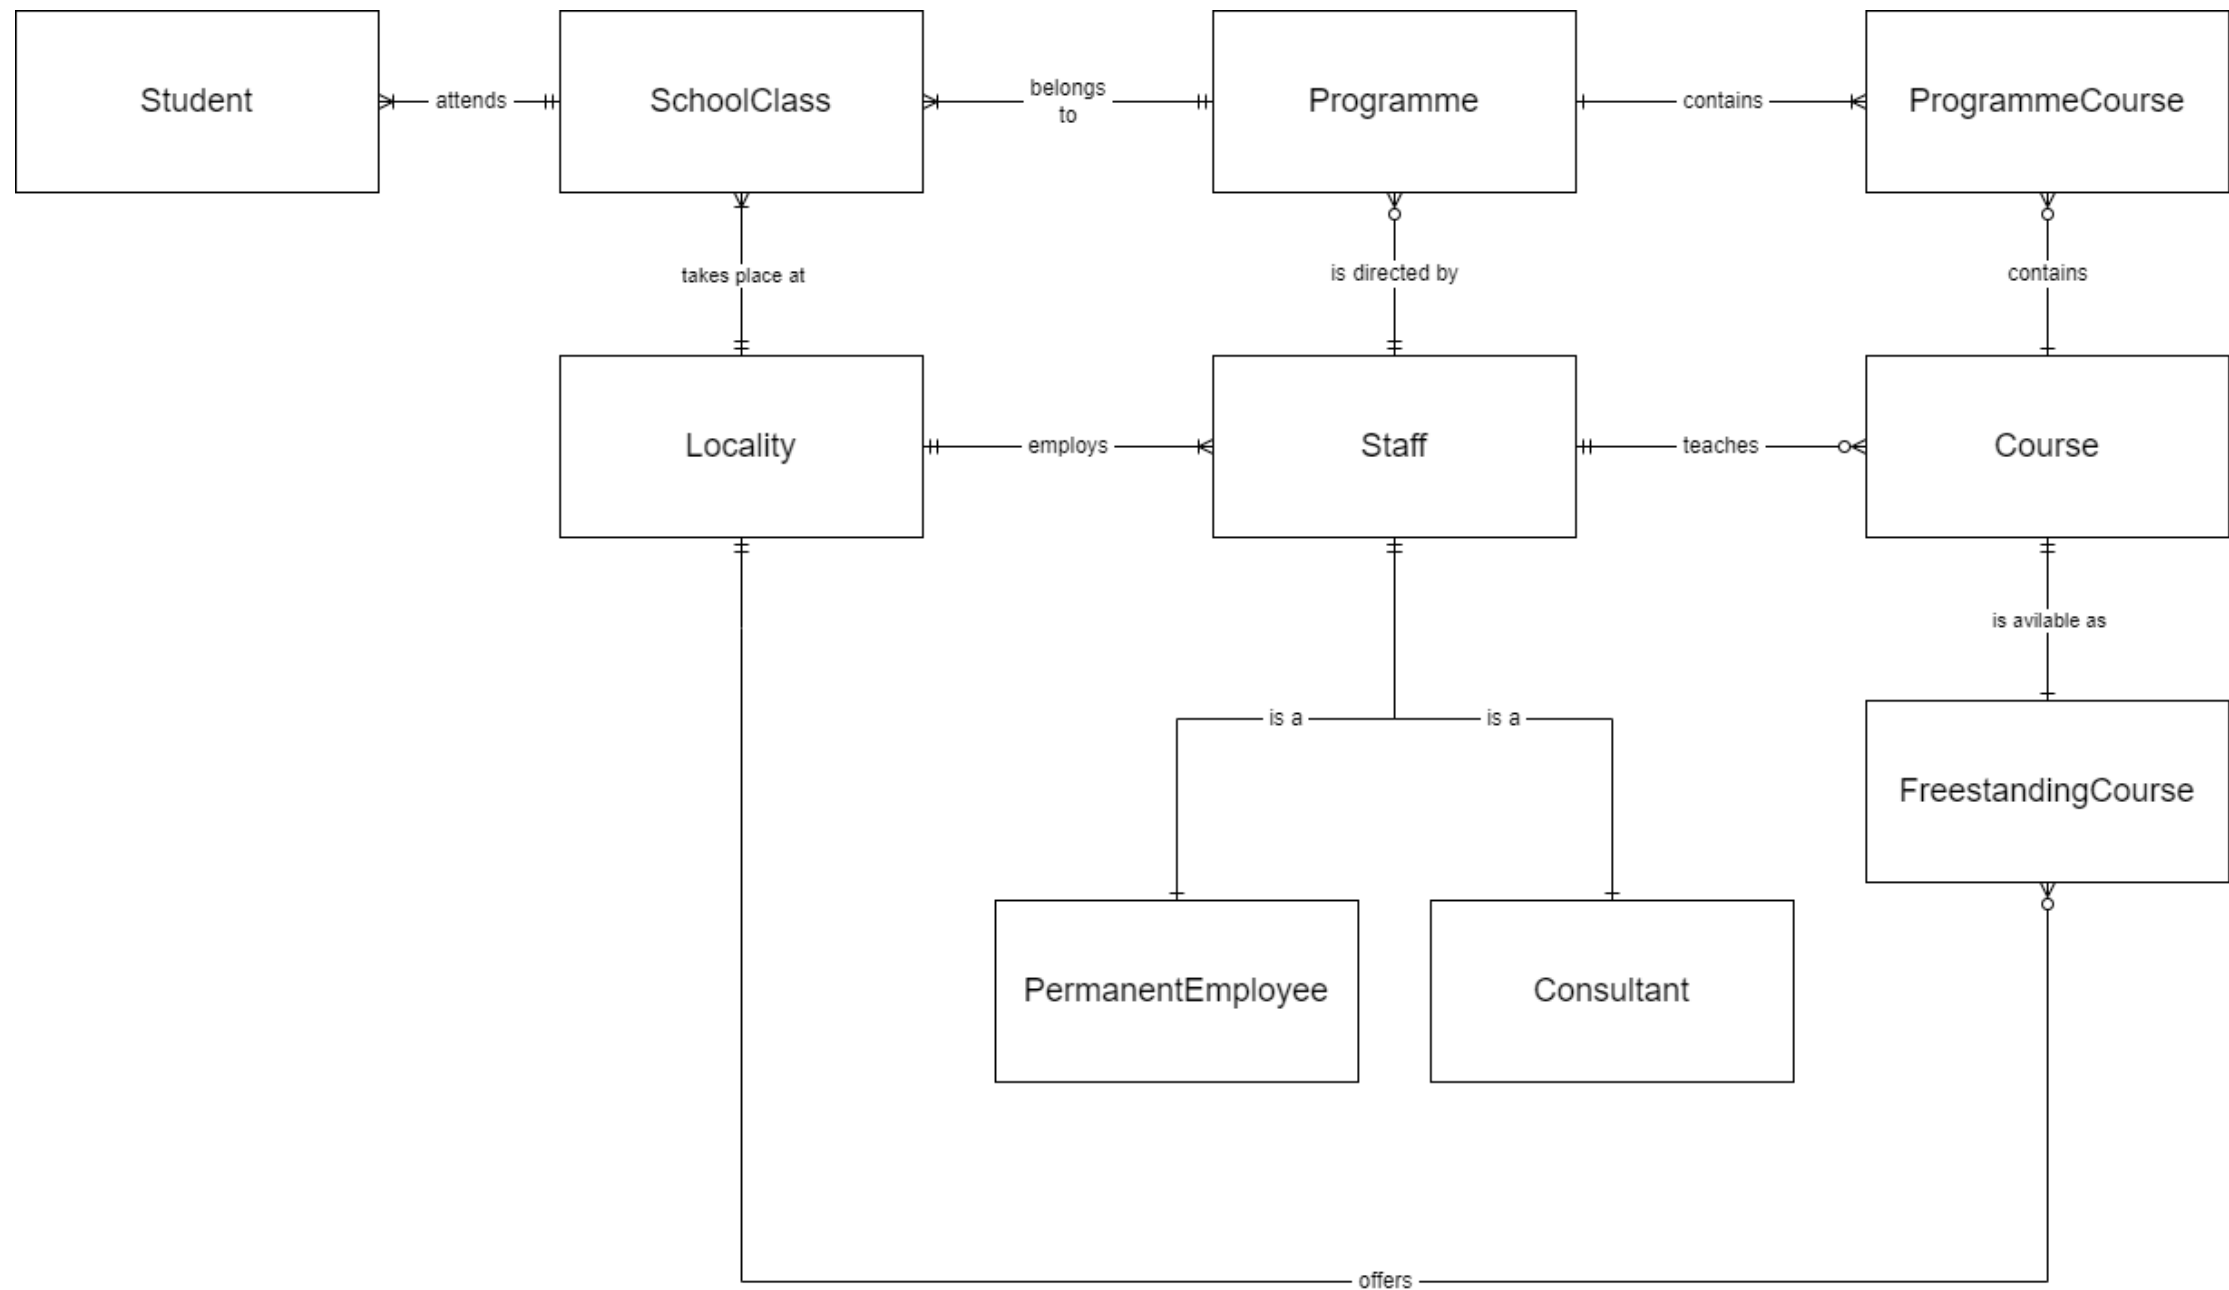 Student
attends
SchoolClass
belongs
to
Programme
contains
ProgrammeCourse
takes place at
is directed by
contains
Locality
employs
Staff
teaches
Course
is avilable as
is a
is a
FreestandingCourse
PermanentEmployee
Consultant
offers